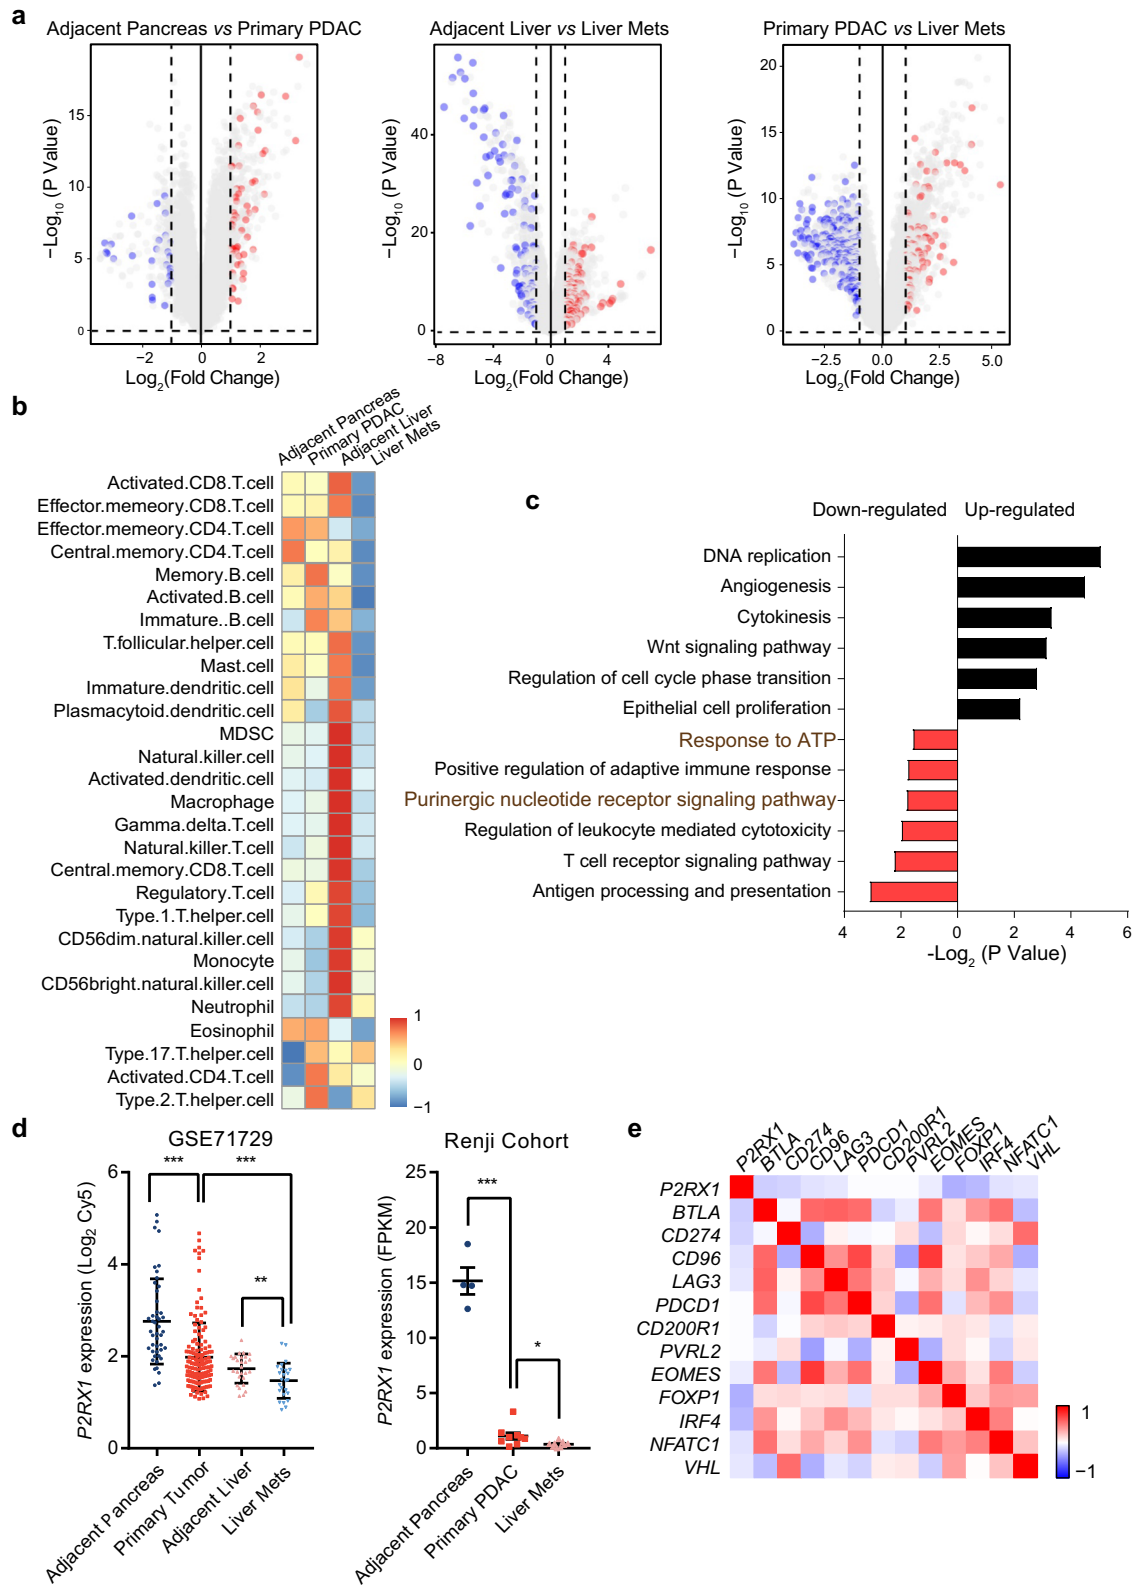 a
Adjacent Pancreas vs Primary PDAC
Adjacent Liver vs Liver Mets
Primary PDAC vs Liver Mets
−Log10 (P Value)
15
10
5
0
−2
0
2
Log2(Fold Change)
−Log10 (P Value)
40
20
0
−8
−4
0
4
Log2(Fold Change)
−Log10 (P Value)
20
15
10
5
0
−2.5
0.0
2.5
5.0
Log2(Fold Change)
b
Adjacent Pancreas
Primary PDAC
Adjacent Liver
Liver Mets
Activated.CD8.T.cell
Effector.memeory.CD8.T.cell
Effector.memeory.CD4.T.cell
Central.memory.CD4.T.cell
Memory.B.cell
Activated.B.cell
Immature..B.cell
T.follicular.helper.cell
Mast.cell
Immature.dendritic.cell
Plasmacytoid.dendritic.cell
MDSC
Natural.killer.cell
Activated.dendritic.cell
Macrophage
Gamma.delta.T.cell
Natural.killer.T.cell
Central.memory.CD8.T.cell
Regulatory.T.cell
Type.1.T.helper.cell
CD56dim.natural.killer.cell
Monocyte
CD56bright.natural.killer.cell
Neutrophil
Eosinophil
Type.17.T.helper.cell
Activated.CD4.T.cell
Type.2.T.helper.cell
1
0
−1
c
Down-regulated
Up-regulated
DNA replication
Angiogenesis
Cytokinesis
Wnt signaling pathway
Regulation of cell cycle phase transition
Epithelial cell proliferation
Response to ATP
Positive regulation of adaptive immune response
Purinergic nucleotide receptor signaling pathway
Regulation of leukocyte mediated cytotoxicity
T cell receptor signaling pathway
Antigen processing and presentation
4
2
0
2
4
6
-Log2 (P Value)
d
GSE71729
P2RX1 expression (Log2 Cy5)
6
4
2
0
***
***
**
Adjacent Pancreas
Primary Tumor
Adjacent Liver
Liver Mets
Renji Cohort
P2RX1 expression (FPKM)
25
20
15
10
5
0
***
*
Adjacent Pancreas
Primary PDAC
Liver Mets
e
P2RX1
BTLA
CD274
CD96
LAG3
PDCD1
CD200R1
PVRL2
EOMES
FOXP1
IRF4
NFATC1
VHL
P2RX1
BTLA
CD274
CD96
LAG3
PDCD1
CD200R1
PVRL2
EOMES
FOXP1
IRF4
NFATC1
VHL
1
−1